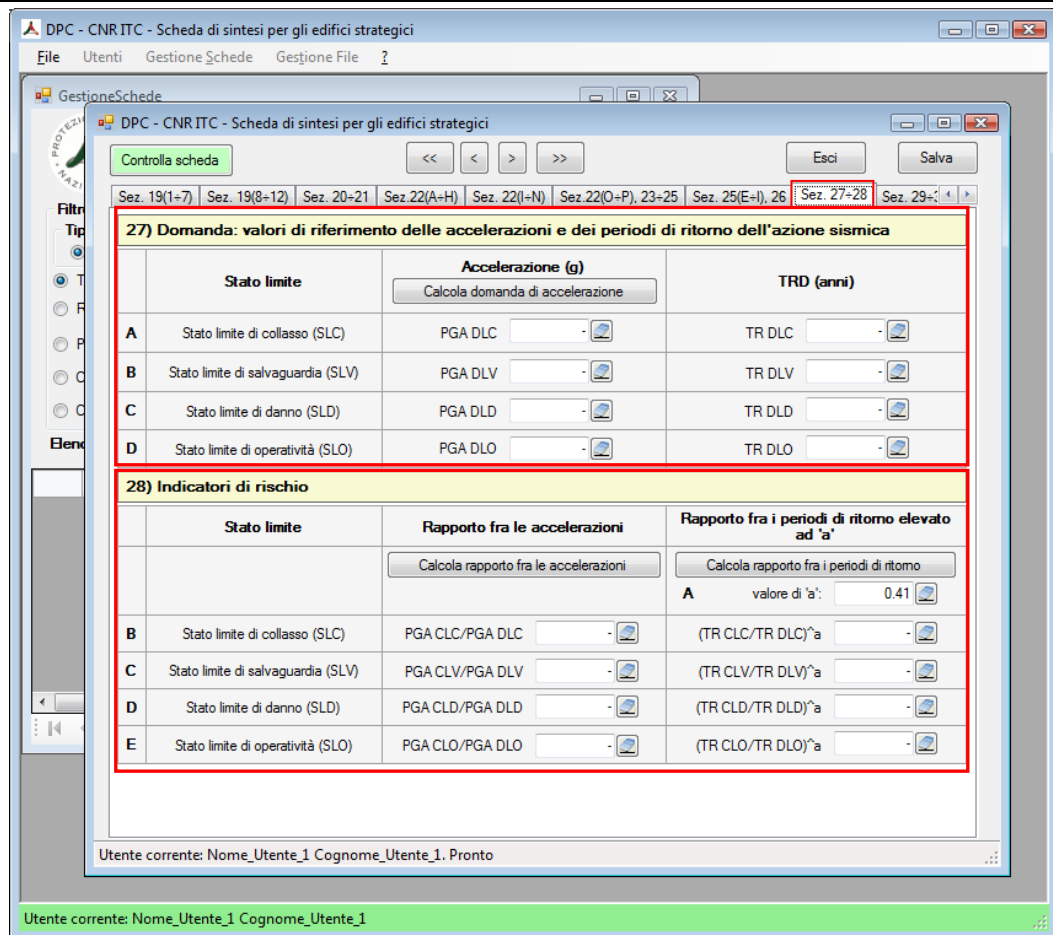 DPC - CNR ITC - Scheda di sintesi per gli edifici strategici
File Utenti Gestione Schede Gestione File ?
GestioneSchede
DPC - CNR ITC - Scheda di sintesi per gli edifici strategici
Controlla scheda << < > >> Esci Salva
Sez. 19(1÷7) Sez. 19(8÷12) Sez. 20÷21 Sez.22(A÷H) Sez. 22(I÷N) Sez.22(O÷P), 23÷25 Sez. 25(E÷I), 26 Sez. 27÷28 Sez. 29÷
Filtr
Tip
27) Domanda: valori di riferimento delle accelerazioni e dei periodi di ritorno dell'azione sismica
Stato limite Accelerazione (g) TRD (anni)
Calcola domanda di accelerazione
A Stato limite di collasso (SLC) PGA DLC - TR DLC -
B Stato limite di salvaguardia (SLV) PGA DLV - TR DLV -
C Stato limite di danno (SLD) PGA DLD - TR DLD -
D Stato limite di operatività (SLO) PGA DLO - TR DLO -
Elenc
28) Indicatori di rischio
Stato limite Rapporto fra le accelerazioni Rapporto fra i periodi di ritorno elevato
ad 'a'
Calcola rapporto fra le accelerazioni Calcola rapporto fra i periodi di ritorno
A valore di 'a': 0.41
B Stato limite di collasso (SLC) PGA CLC/PGA DLC - (TR CLC/TR DLC)^a -
C Stato limite di salvaguardia (SLV) PGA CLV/PGA DLV - (TR CLV/TR DLV)^a -
D Stato limite di danno (SLD) PGA CLD/PGA DLD - (TR CLD/TR DLD)^a -
E Stato limite di operatività (SLO) PGA CLO/PGA DLO - (TR CLO/TR DLO)^a -
Utente corrente: Nome_Utente_1 Cognome_Utente_1. Pronto
Utente corrente: Nome_Utente_1 Cognome_Utente_1